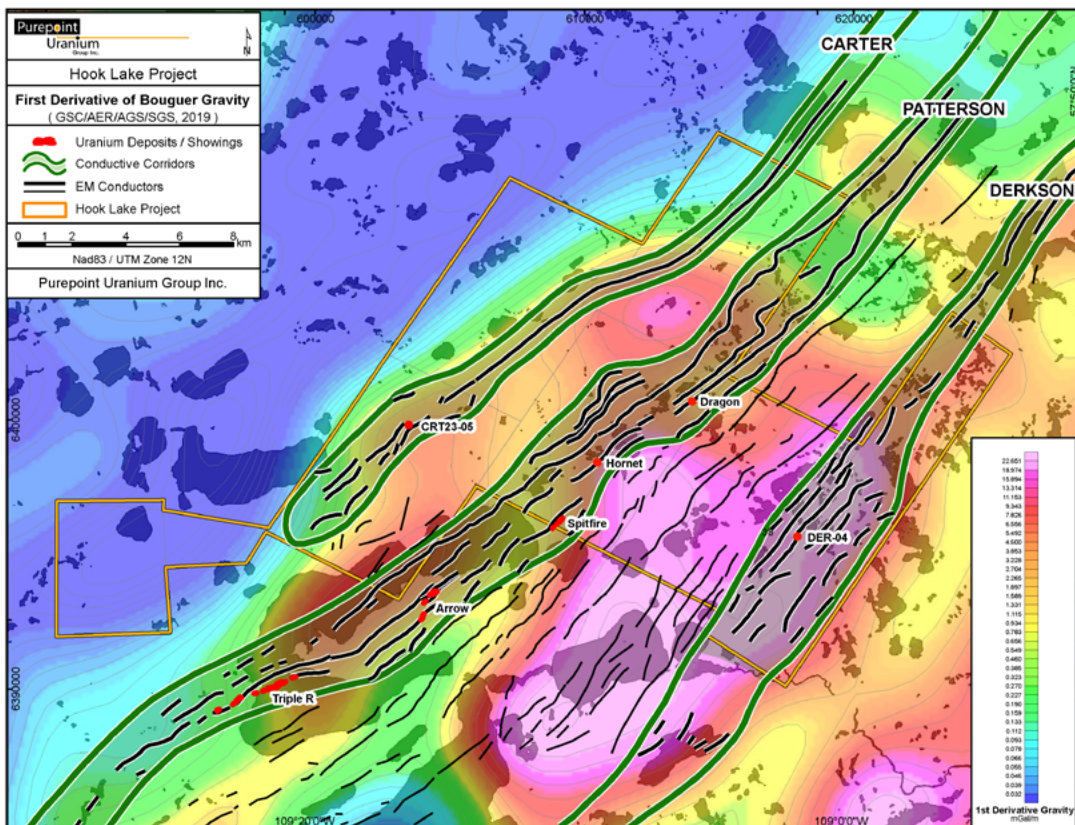 Purepoint
Uranium
Group Inc.
N
Hook Lake Project
First Derivative of Bouguer Gravity
( GSC/AER/AGS/SGS, 2019 )
Uranium Deposits / Showings
Conductive Corridors
EM Conductors
Hook Lake Project
0 1 2 4 6 8 km
Nad83 / UTM Zone 12N
Purepoint Uranium Group Inc.
600000 610000 620000
CARTER
PATTERSON
DERKSON
57°50'0"N
6400000
6390000
Dragon
CRT23-05
Hornet
Spitfire
DER-04
Arrow
Triple R
109°20'0"W
109°0'0"W
22.651
18.974
15.894
13.314
11.153
9.343
7.826
6.556
5.492
4.600
3.853
3.228
2.704
2.265
1.897
1.589
1.331
1.115
0.934
0.783
0.656
0.549
0.460
0.385
0.323
0.270
0.227
0.190
0.159
0.133
0.112
0.093
0.078
0.066
0.055
0.046
0.039
0.032
1st Derivative Gravity
mGal/m